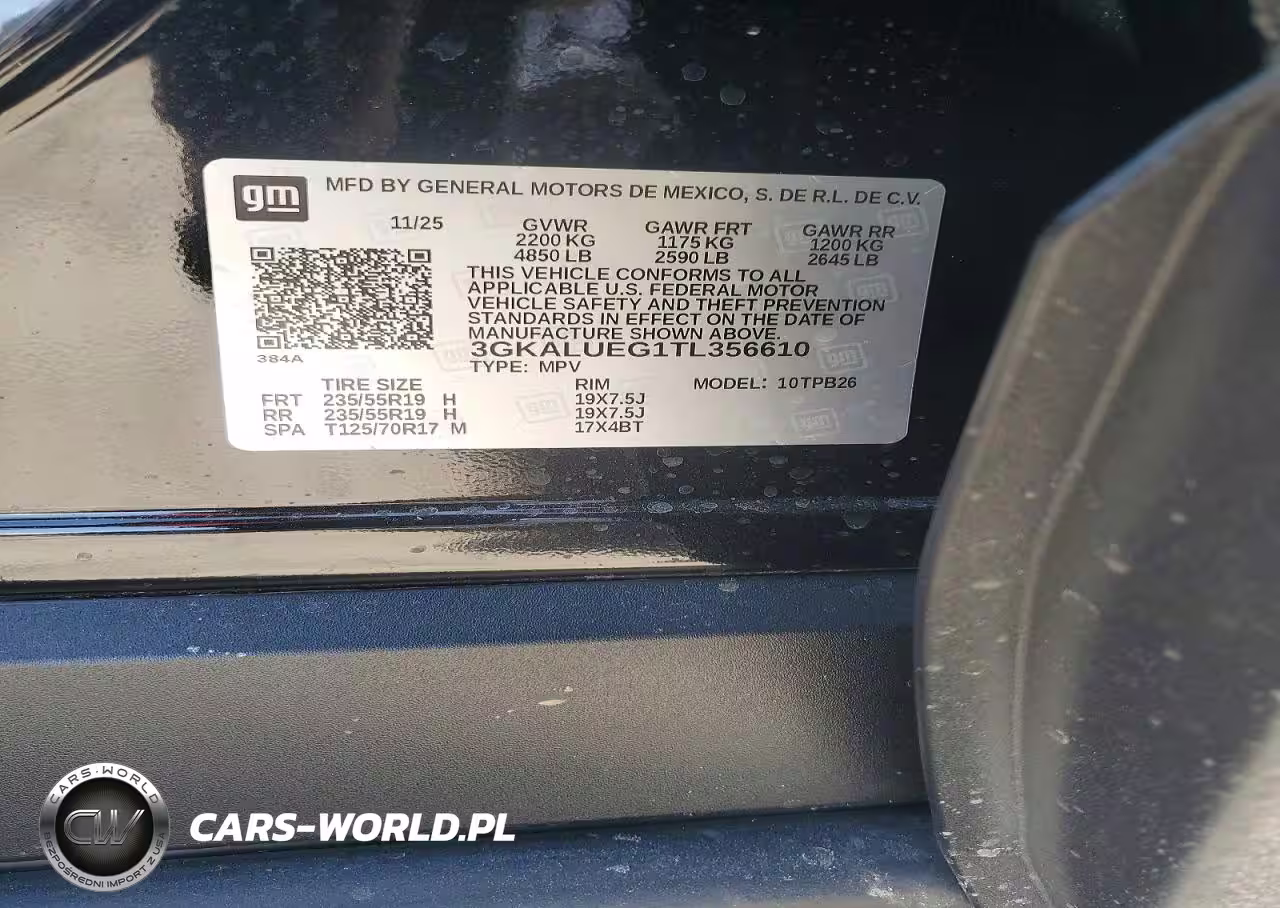 gm
MFD BY GENERAL MOTORS DE MEXICO, S. DE R.L. DE C.V.
11/25 GVWR GAWR FRT GAWR RR
2200 KG 1175 KG 1200 KG
4850 LB 2590 LB 2645 LB
THIS VEHICLE CONFORMS TO ALL
APPLICABLE U.S. FEDERAL MOTOR
VEHICLE SAFETY AND THEFT PREVENTION
STANDARDS IN EFFECT ON THE DATE OF
MANUFACTURE SHOWN ABOVE.
384A 3GKALUEG1TL356610
TYPE: MPV
TIRE SIZE RIM MODEL: 10TPB26
FRT 235/55R19 H 19X7.5J
RR 235/55R19 H 19X7.5J
SPA T125/70R17 M 17X4BT
CARS-WORLD
CW
BEZPOŚREDNI IMPORT Z USA
CARS-WORLD.PL